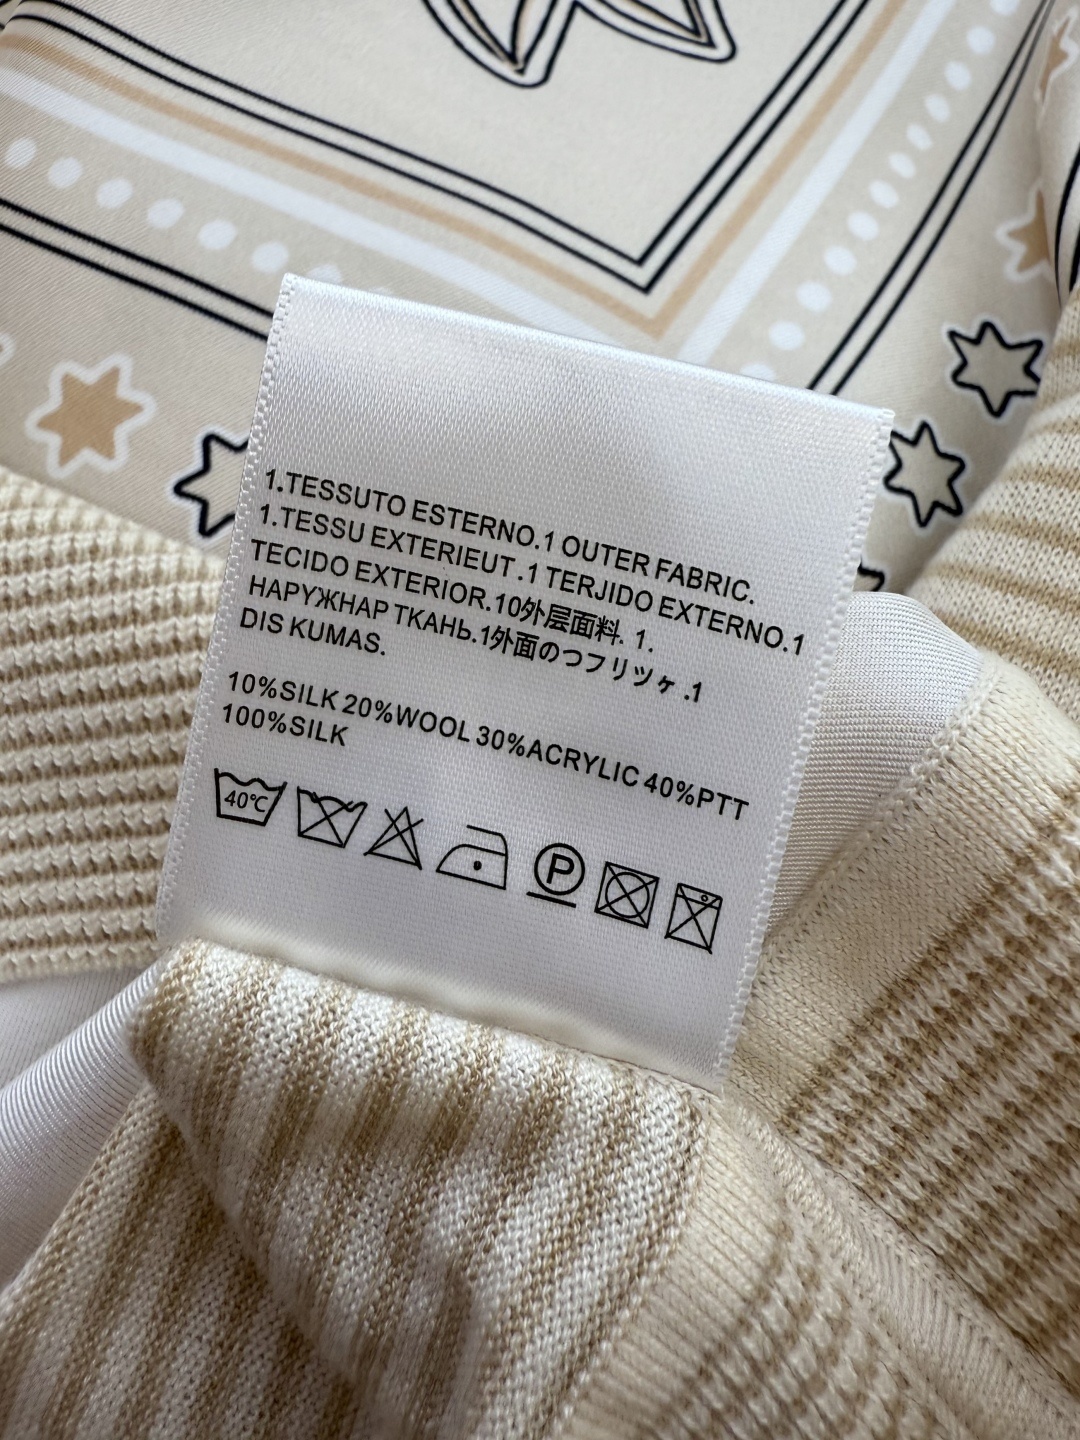 1.TESSUTO ESTERNO.1 OUTER FABRIC.
1.TESSU EXTERIEUT .1 TERJIDO EXTERNO.1
TECIDO EXTERIOR.10外层面料. 1.
НАРYЖНАР ТКАНЬ.1外面のつフリツヶ .1
DIS KUMAS.
10%SILK 20%WOOL 30%ACRYLIC 40%PTT
100%SILK
40℃
P